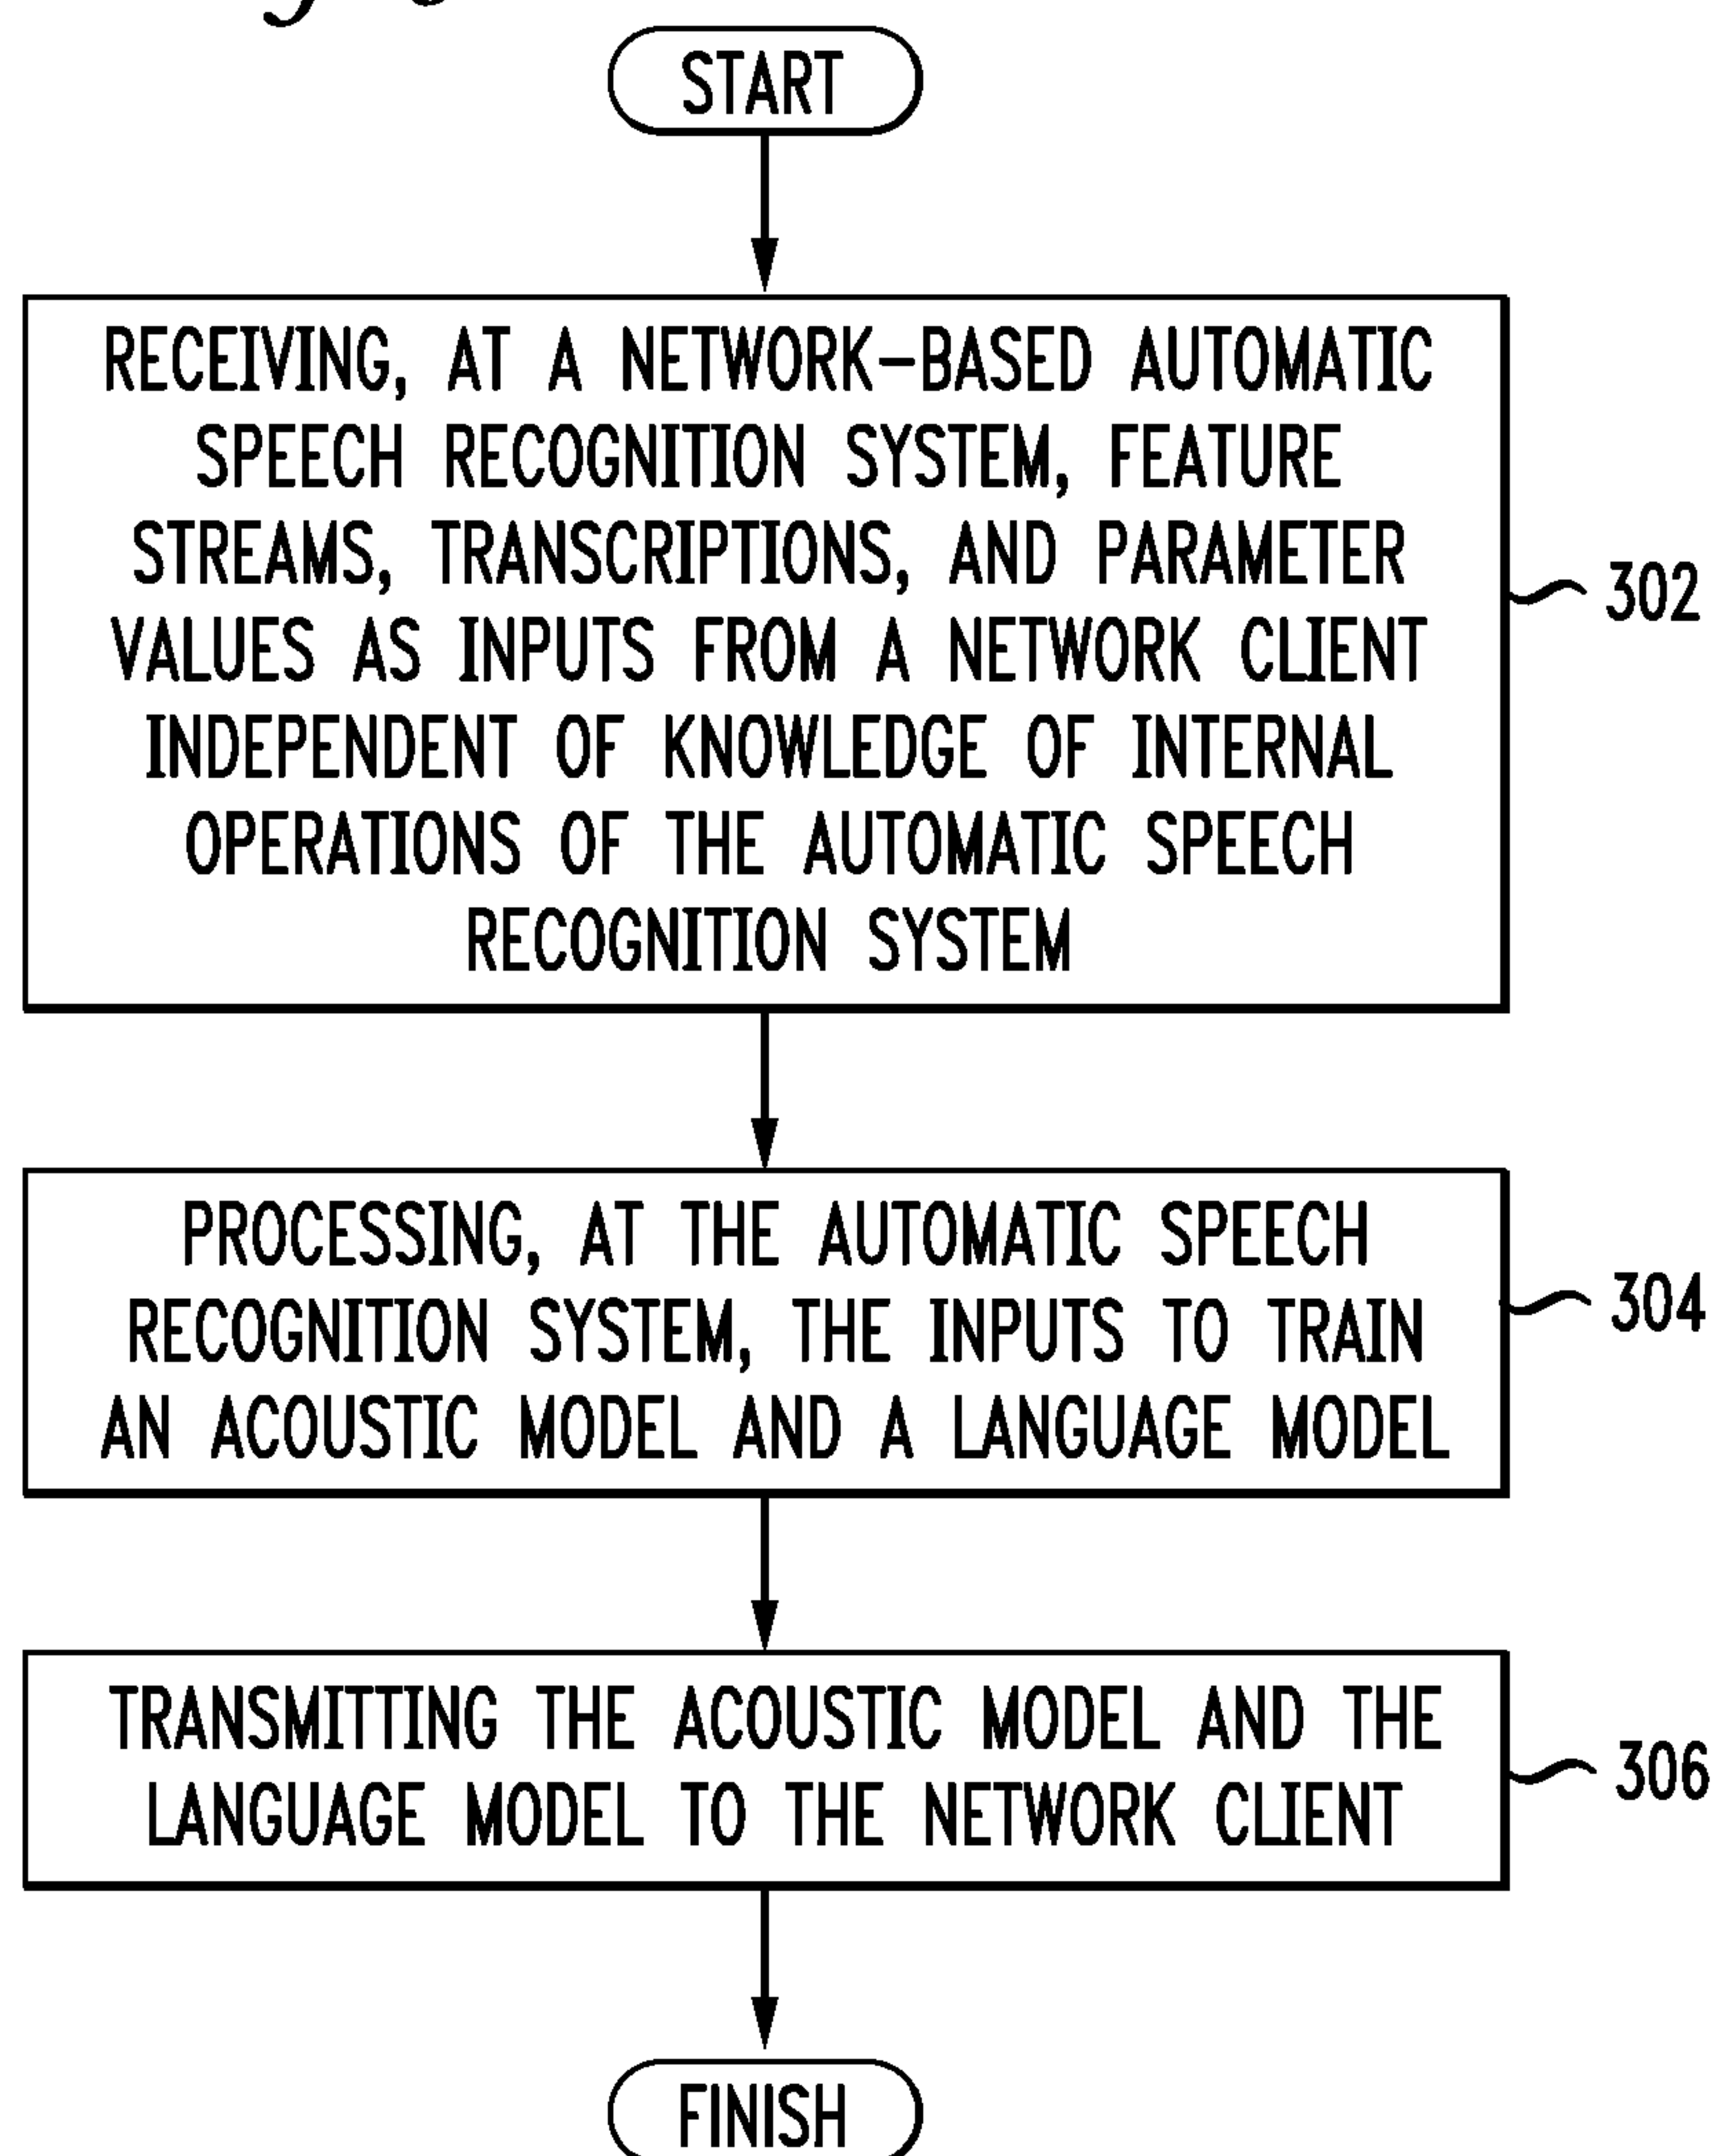 START
RECEIVING, AT A NETWORK-BASED AUTOMATIC
SPEECH RECOGNITION SYSTEM, FEATURE
STREAMS, TRANSCRIPTIONS, AND PARAMETER
VALUES AS INPUTS FROM A NETWORK CLIENT
INDEPENDENT OF KNOWLEDGE OF INTERNAL
OPERATIONS OF THE AUTOMATIC SPEECH
RECOGNITION SYSTEM
302
PROCESSING, AT THE AUTOMATIC SPEECH
RECOGNITION SYSTEM, THE INPUTS TO TRAIN
AN ACOUSTIC MODEL AND A LANGUAGE MODEL
304
TRANSMITTING THE ACOUSTIC MODEL AND THE
LANGUAGE MODEL TO THE NETWORK CLIENT
306
FINISH